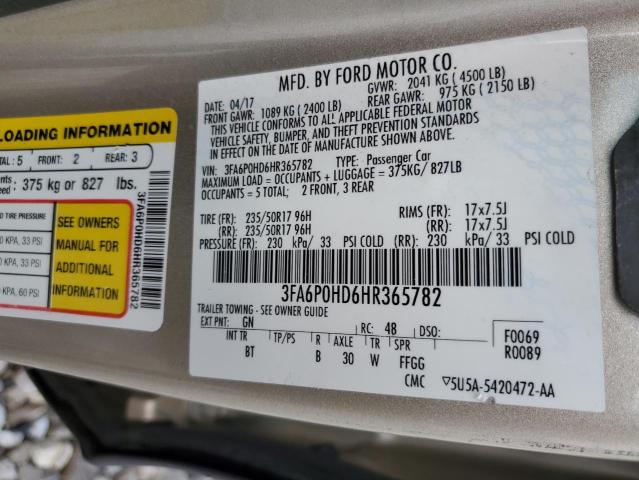 LOADING INFORMATION
TOTAL: 5 FRONT: 2 REAR: 3
375 kg or 827 lbs.
TIRE PRESSURE
KPA, 33 PSI
KPA, 33 PSI
KPA, 60 PSI
SEE OWNERS
MANUAL FOR
ADDITIONAL
INFORMATION
3FA6P0HD6HR365782
MFD. BY FORD MOTOR CO.
DATE: 04/17 GVWR: 2041 KG (4500 LB)
FRONT GAWR: 1089 KG (2400 LB) REAR GAWR: 975 KG (2150 LB)
THIS VEHICLE CONFORMS TO ALL APPLICABLE FEDERAL MOTOR
VEHICLE SAFETY, BUMPER, AND THEFT PREVENTION STANDARDS
IN EFFECT ON THE DATE OF MANUFACTURE SHOWN ABOVE.
VIN: 3FA6P0HD6HR365782 TYPE: Passenger Car
MAXIMUM LOAD = OCCUPANTS + LUGGAGE = 375KG/ 827LB
OCCUPANTS = 5 TOTAL; 2 FRONT, 3 REAR
TIRE (FR): 235/50R17 96H RIMS (FR): 17x7.5J
(RR): 235/50R17 96H (RR): 17x7.5J
PRESSURE (FR): 230 kPa/ 33 PSI COLD (RR): 230 kPa/ 33 PSI COLD
3FA6P0HD6HR365782
TRAILER TOWING - SEE OWNER GUIDE
EXT PNT: GN RC: 48 DSO: F0069
R0089
INT TR TP/PS R AXLE TR SPR
BT B 30 W FFGG
CMC ▽5U5A-5420472-AA